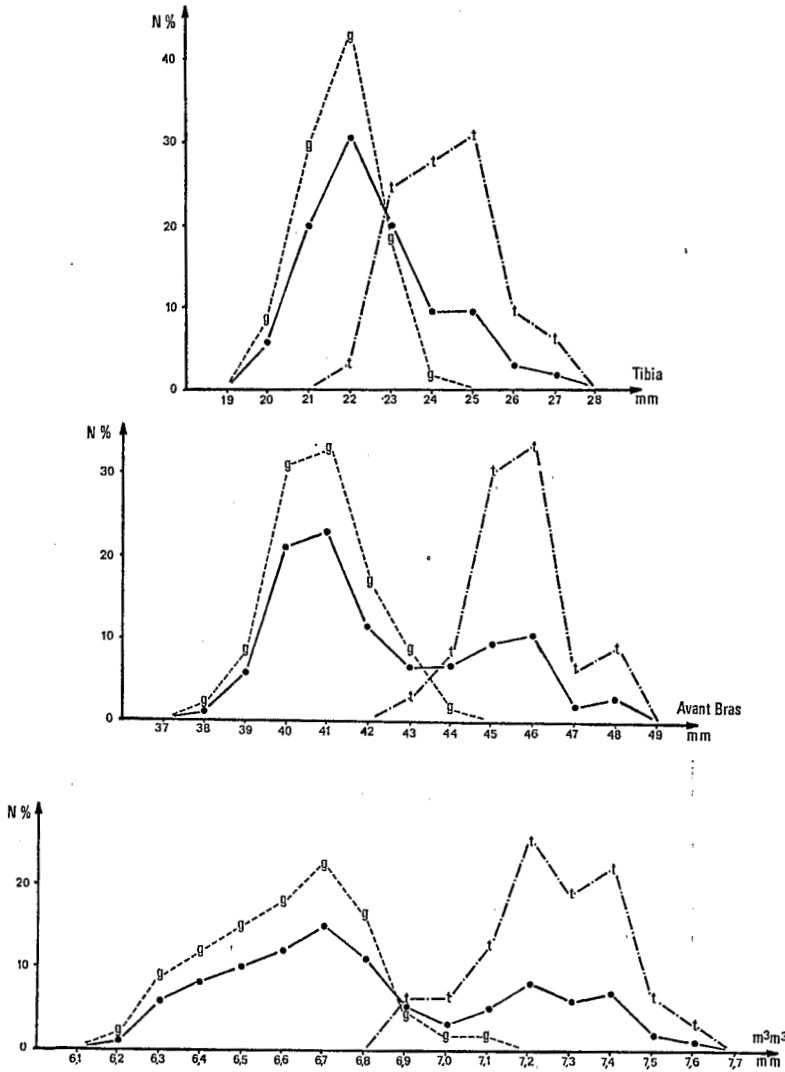 N %
40
30
20
10
0
g g g g g g
t t t t t t
19 20 21 22 23 24 25 26 27 28
Tibia
mm
N %
30
20
10
0
g g g g g g g
t t t t t t
37 38 39 40 41 42 43 44 45 46 47 48 49
Avant Bras
mm
N %
20
10
0
g g g g g g g g g g
t t t t t t t t
6,1 6,2 6,3 6,4 6,5 6,6 6,7 6,8 6,9 7,0 7,1 7,2 7,3 7,4 7,5 7,6 7,7
m³m³
mm